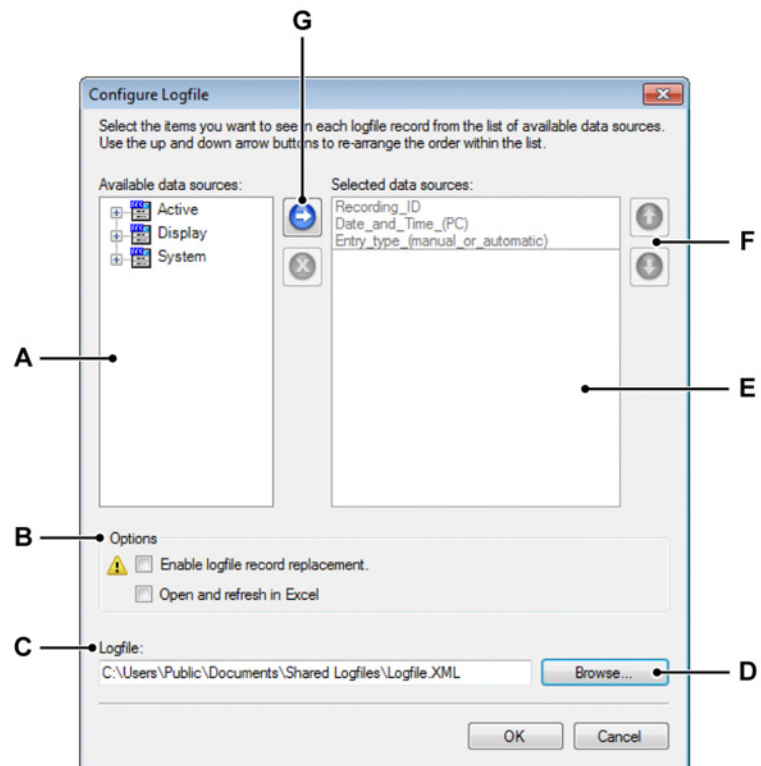 G
Configure Logfile
Select the items you want to see in each logfile record from the list of available data sources.
Use the up and down arrow buttons to re-arrange the order within the list.
Available data sources:
Selected data sources:
Active
Display
System
Recording_ID
Date_and_Time_(PC)
Entry_type_(manual_or_automatic)
F
A
E
B
Options
Enable logfile record replacement.
Open and refresh in Excel
C
Logfile:
C:\Users\Public\Documents\Shared Logfiles\Logfile.XML
Browse...
D
OK
Cancel